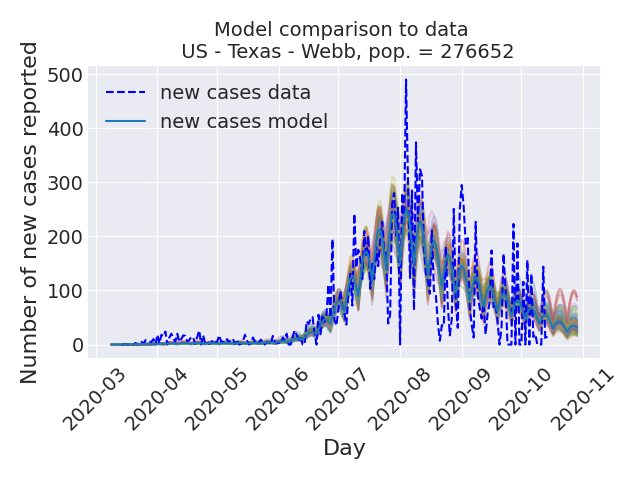 Model comparison to data
US - Texas - Webb, pop. = 276652
Number of new cases reported
500
400
300
200
100
0
new cases data
new cases model
2020-03
2020-04
2020-05
2020-06
2020-07
2020-08
2020-09
2020-10
2020-11
Day